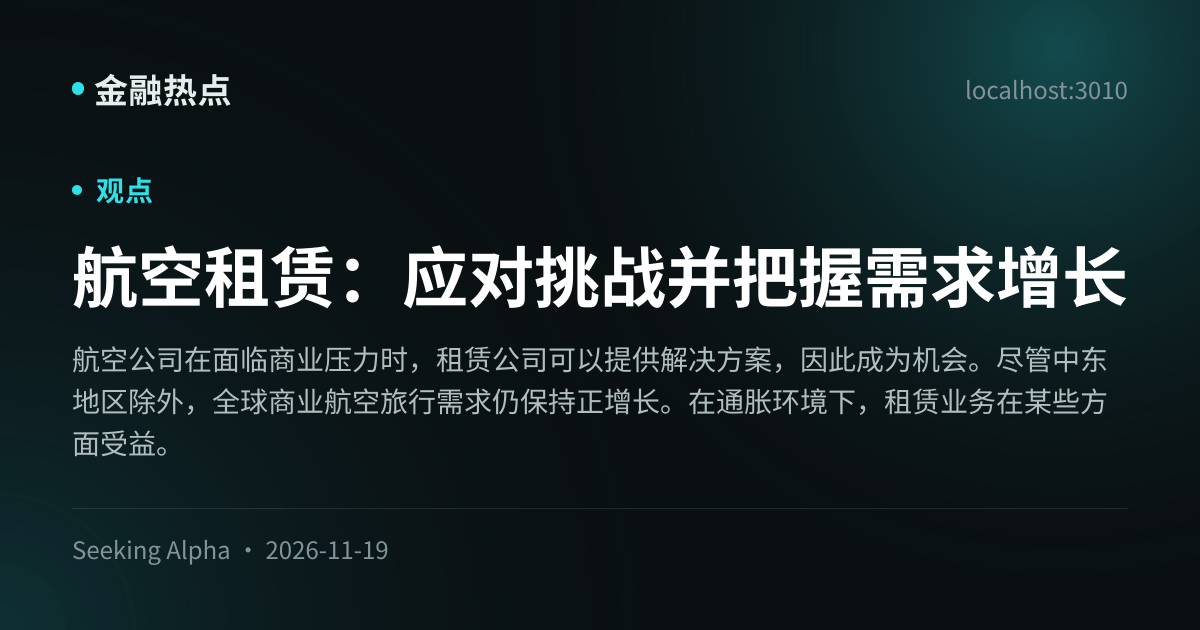 金融热点
localhost:3010
观点
航空租赁：应对挑战并把握需求增长
航空公司在面临商业压力时，租赁公司可以提供解决方案，因此成为机会。尽管中东
地区除外，全球商业航空旅行需求仍保持正增长。在通胀环境下，租赁业务在某些方
面受益。
Seeking Alpha · 2026-11-19